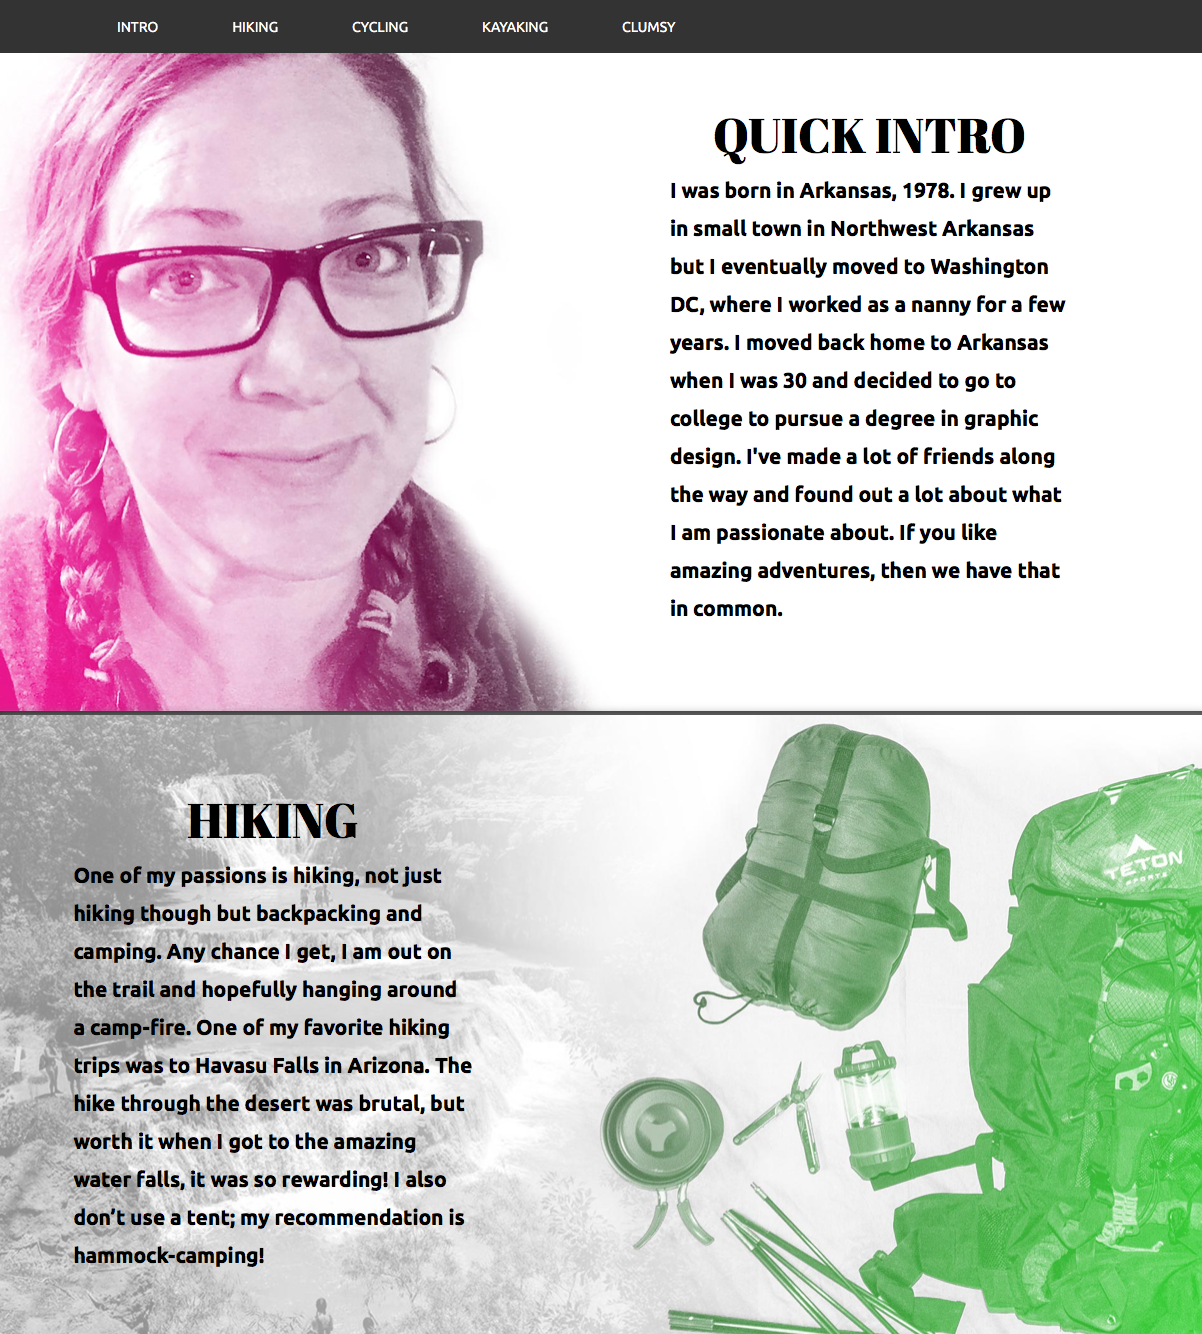 INTRO HIKING CYCLING KAYAKING CLUMSY
QUICK INTRO
I was born in Arkansas, 1978. I grew up
in small town in Northwest Arkansas
but I eventually moved to Washington
DC, where I worked as a nanny for a few
years. I moved back home to Arkansas
when I was 30 and decided to go to
college to pursue a degree in graphic
design. I've made a lot of friends along
the way and found out a lot about what
I am passionate about. If you like
amazing adventures, then we have that
in common.
HIKING
One of my passions is hiking, not just
hiking though but backpacking and
camping. Any chance I get, I am out on
the trail and hopefully hanging around
a camp-fire. One of my favorite hiking
trips was to Havasu Falls in Arizona. The
hike through the desert was brutal, but
worth it when I got to the amazing
water falls, it was so rewarding! I also
don’t use a tent; my recommendation is
hammock-camping!
TETON
SPORTS